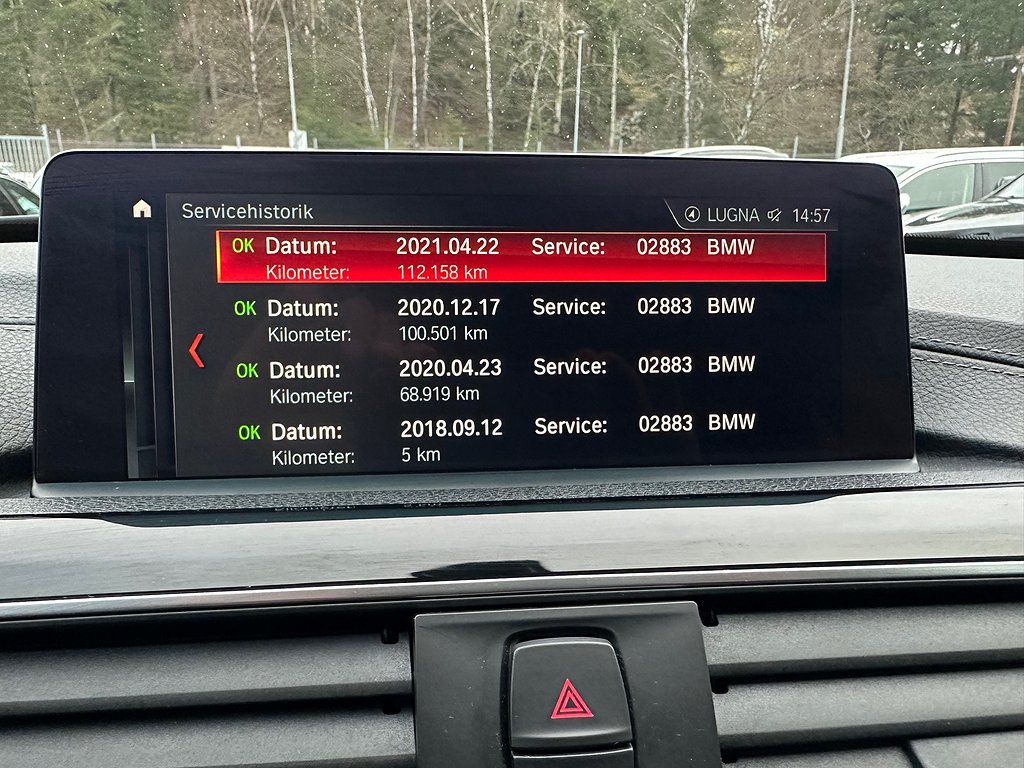 Servicehistorik LUGNA 14:57
OK Datum: 2021.04.22 Service: 02883 BMW
Kilometer: 112.158 km
OK Datum: 2020.12.17 Service: 02883 BMW
Kilometer: 100.501 km
OK Datum: 2020.04.23 Service: 02883 BMW
Kilometer: 68.919 km
OK Datum: 2018.09.12 Service: 02883 BMW
Kilometer: 5 km